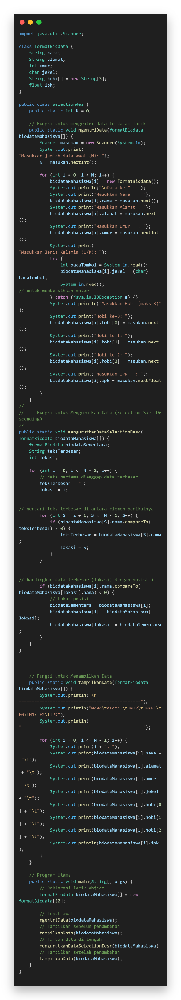 import java.util.Scanner;

class formatBiodata {
    String nama;
    String alamat;
    int umur;
    char jekel;
    String hobi[] = new String[3];
    float ipk;
}

public class selectiondes {
    public static int N = 0;

    // Fungsi untuk mengentri data ke dalam larik
    public static void ngentriData(formatBiodata
biodataMahasiswa[]) {
        Scanner masukan = new Scanner(System.in);
        System.out.print(
"Masukkan jumlah data awal (N): ");
        N = masukan.nextInt();

        for (int i = 0; i < N; i++) {
            biodataMahasiswa[i] = new formatBiodata();
            System.out.println("\nData ke-" + i);
            System.out.print("Masukkan Nama   : ");
            biodataMahasiswa[i].nama = masukan.next();
            System.out.print("Masukkan Alamat : ");
            biodataMahasiswa[i].alamat = masukan.next
();
            System.out.print("Masukkan Umur   : ");
            biodataMahasiswa[i].umur = masukan.nextInt
();
            System.out.print(
"Masukkan Jenis Kelamin (L/P): ");
            try {
                int bacaTombol = System.in.read();
                biodataMahasiswa[i].jekel = (char)
bacaTombol;
                System.in.read();
// untuk membersihkan enter
            } catch (java.io.IOException e) {}
            System.out.println("Masukkan Hobi (maks 3)"
);
            System.out.print("Hobi ke-0: ");
            biodataMahasiswa[i].hobi[0] = masukan.next
();
            System.out.print("Hobi ke-1: ");
            biodataMahasiswa[i].hobi[1] = masukan.next
();
            System.out.print("Hobi ke-2: ");
            biodataMahasiswa[i].hobi[2] = masukan.next
();
            System.out.print("Masukkan IPK   : ");
            biodataMahasiswa[i].ipk = masukan.nextFloat
();
        }
    }
//
// --- Fungsi untuk Mengurutkan Data (Selection Sort De
scending) ---
//
public static void mengurutkanDataSelectionDesc(
formatBiodata biodataMahasiswa[]) {
    formatBiodata biodataSementara;
    String teksTerbesar;
    int lokasi;

    for (int i = 0; i <= N - 2; i++) {
        // data pertama dianggap data terbesar
        teksTerbesar = "";
        lokasi = i;


// mencari teks terbesar di antara elemen berikutnya
        for (int S = i + 1; S <= N - 1; S++) {
            if (biodataMahasiswa[S].nama.compareTo(
teksTerbesar) > 0) {
                teksTerbesar = biodataMahasiswa[S].nama
;
                lokasi = S;
            }
        }


// bandingkan data terbesar (lokasi) dengan posisi i
        if (biodataMahasiswa[i].nama.compareTo(
biodataMahasiswa[lokasi].nama) < 0) {
            // tukar posisi
            biodataSementara = biodataMahasiswa[i];
            biodataMahasiswa[i] = biodataMahasiswa[
lokasi];
            biodataMahasiswa[lokasi] = biodataSementara
;
        }
    }
}



    // Fungsi untuk Menampilkan Data
    public static void tampilkanData(formatBiodata
biodataMahasiswa[]) {
        System.out.println("\n
===============================================");
        System.out.println("NAMA\tALAMAT\tUMUR\tJEKEL\t
H0\tH1\tH2\tIPK");
        System.out.println(
"===============================================");

        for (int i = 0; i <= N - 1; i++) {
            System.out.print(i + ". ");
            System.out.print(biodataMahasiswa[i].nama +
 "\t");
            System.out.print(biodataMahasiswa[i].alamat
 + "\t");
            System.out.print(biodataMahasiswa[i].umur +
 "\t");
            System.out.print(biodataMahasiswa[i].jekel
+ "\t");
            System.out.print(biodataMahasiswa[i].hobi[0
] + "\t");
            System.out.print(biodataMahasiswa[i].hobi[1
] + "\t");
            System.out.print(biodataMahasiswa[i].hobi[2
] + "\t");
            System.out.println(biodataMahasiswa[i].ipk
);
        }
    }

    // Program Utama
    public static void main(String[] args) {
        // Deklarasi larik object
        formatBiodata biodataMahasiswa[] = new
formatBiodata[20];

        // Input awal
        ngentriData(biodataMahasiswa);
        // Tampilkan sebelum penambahan
        tampilkanData(biodataMahasiswa);
        // Tambah data di tengah
        mengurutkanDataSelectionDesc(biodataMahasiswa);
        // Tampilkan setelah penambahan
        tampilkanData(biodataMahasiswa);
    }
}